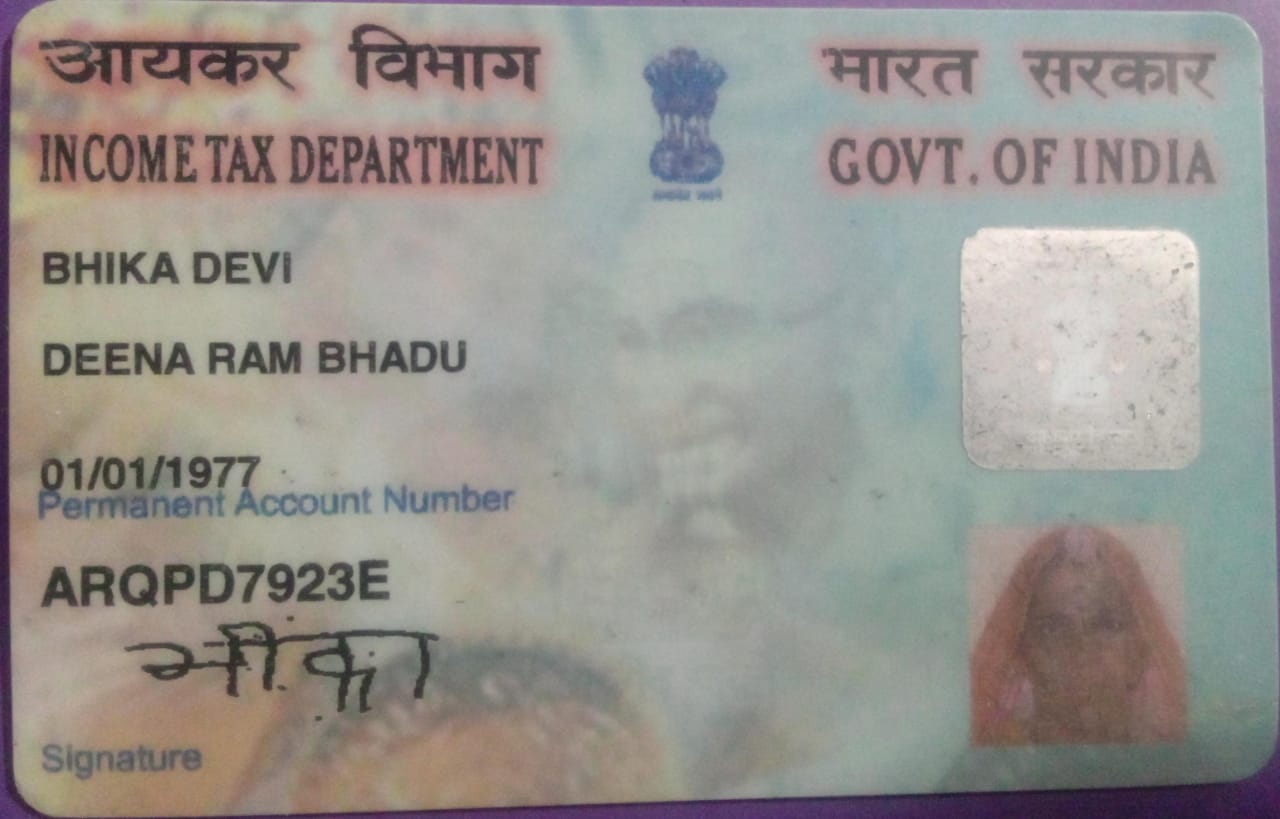 आयकर विभाग
भारत सरकार
INCOME TAX DEPARTMENT
GOVT. OF INDIA
BHIKA DEVI
DEENA RAM BHADU
01/01/1977
Permanent Account Number
ARQPD7923E
भीका
Signature